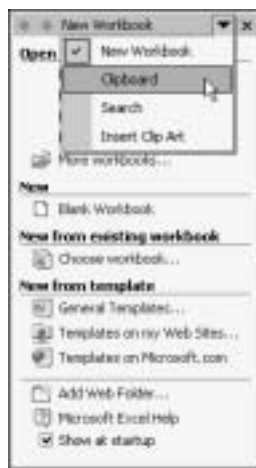 New Workbook
Open
New Workbook
Clipboard
Search
Insert Clip Art
More workbooks...
New
Blank Workbook
New from existing workbook
Choose workbook...
New from template
General Templates...
Templates on my Web Sites...
Templates on Microsoft.com
Add Web Folder...
Microsoft Excel Help
Show at startup